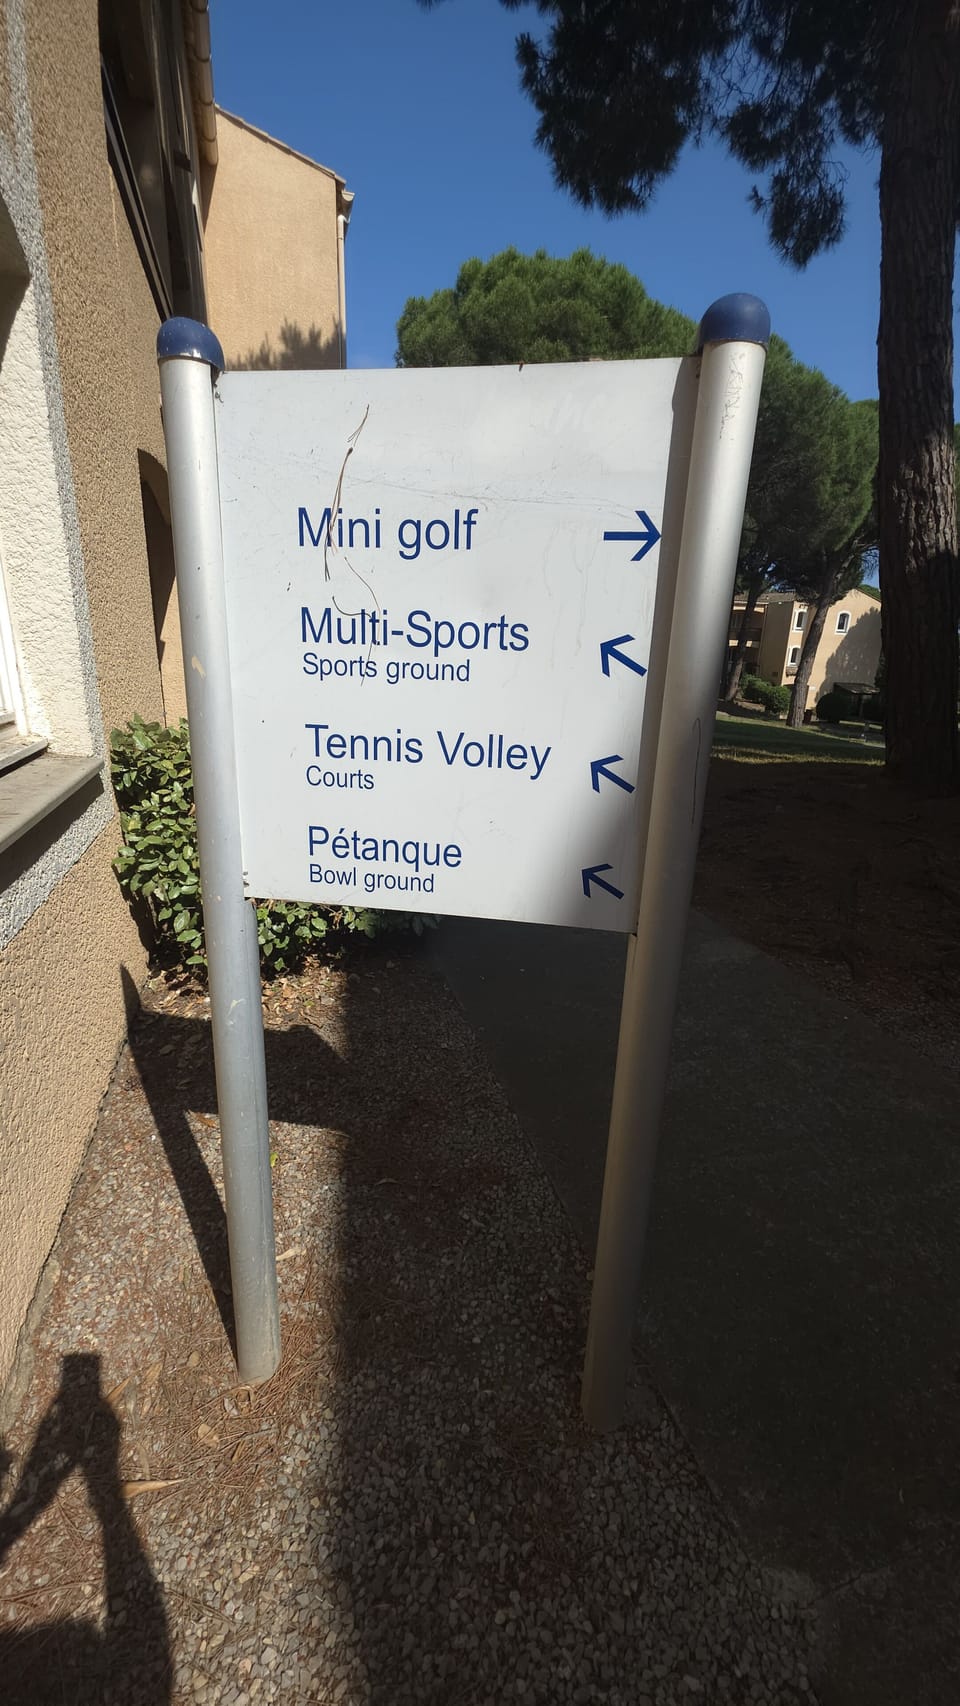 Mini golf →
Multi-Sports ↖
Sports ground
Tennis Volley ↖
Courts
Pétanque ↖
Bowl ground